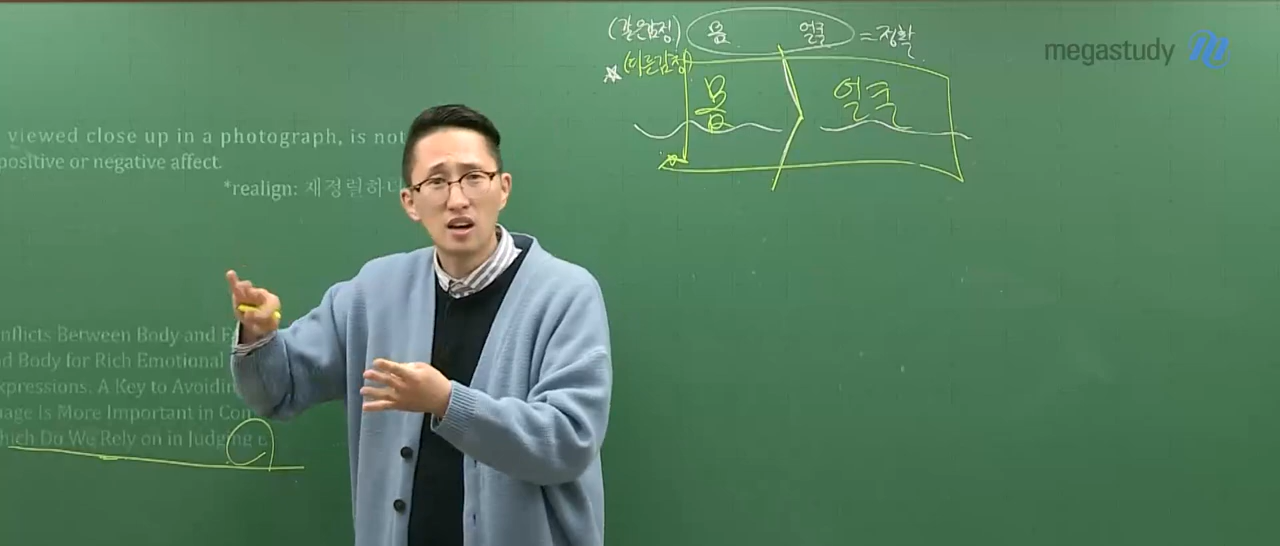 viewed close up in a photograph, is not
positive or negative affect.
*realign: 재정렬하다
nflicts Between Body and F
nd Body for Rich Emotional
xpressions: A Key to Avoidin
uage Is More Important in Con
hich Do We Rely on in Judging
(같은감정) 몸 얼굴 = 정확
(다른감정) 몸 > 얼굴
megastudy